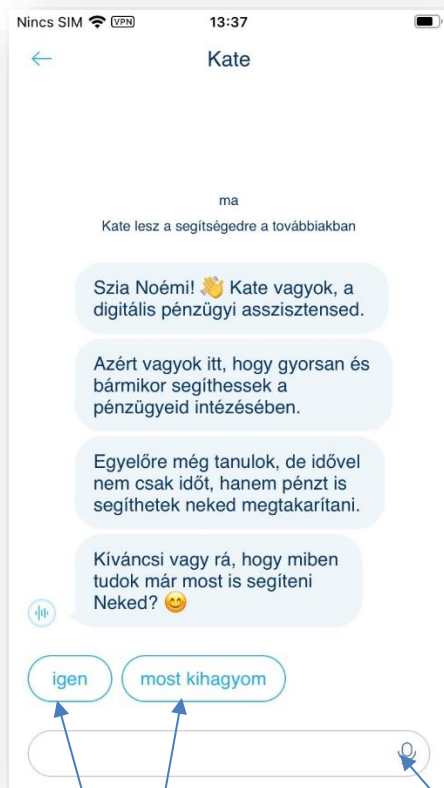 Nincs SIM VPN 13:37
Kate
ma
Kate lesz a segítségedre a továbbiakban
Szia Noémi! 👋 Kate vagyok, a
digitális pénzügyi asszisztensed.
Azért vagyok itt, hogy gyorsan és
bármikor segíthessek a
pénzügyeid intézésében.
Egyelőre még tanulok, de idővel
nem csak időt, hanem pénzt is
segíthetek neked megtakarítani.
Kíváncsi vagy rá, hogy miben
tudok már most is segíteni
Neked? 😊
igen most kihagyom